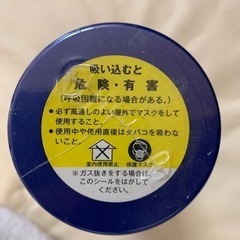 吸い込むと
危険・有害
(呼吸困難になる場合がある。)
●必ず風通しのよい屋外でマスクをして
使用すること。
●使用中や使用直後はタバコを吸わな
いこと。
室内使用禁止
保護マスク
※ガス抜きをする場合は、
このシールをはがして
ください。